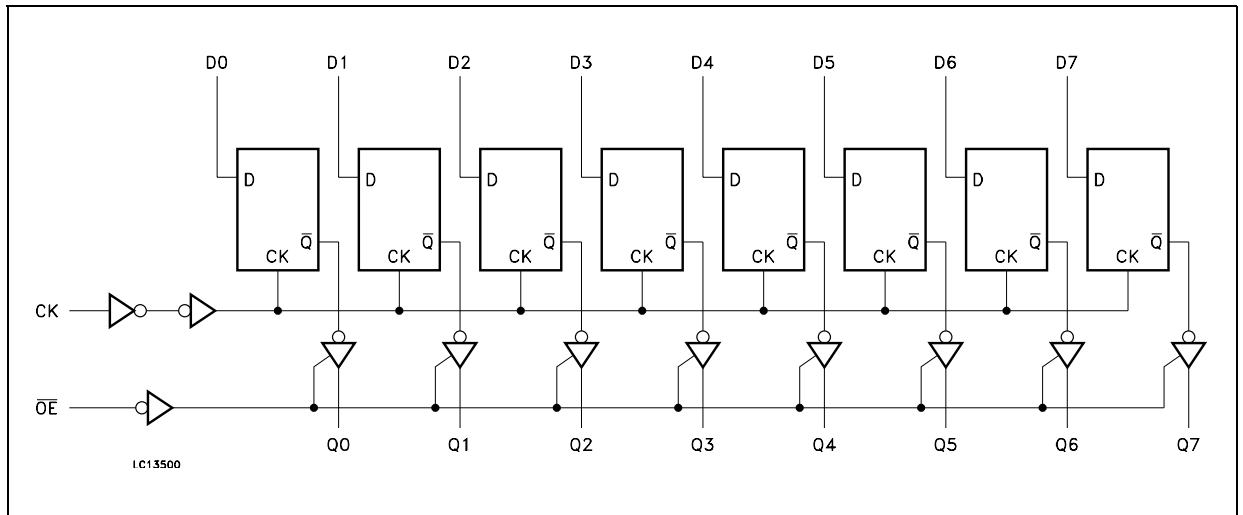 D0 D1 D2 D3 D4 D5 D6 D7
D D D D D D D D
Q̅ Q̅ Q̅ Q̅ Q̅ Q̅ Q̅ Q̅
CK CK CK CK CK CK CK CK
CK
O̅E̅
Q0 Q1 Q2 Q3 Q4 Q5 Q6 Q7
LC13500